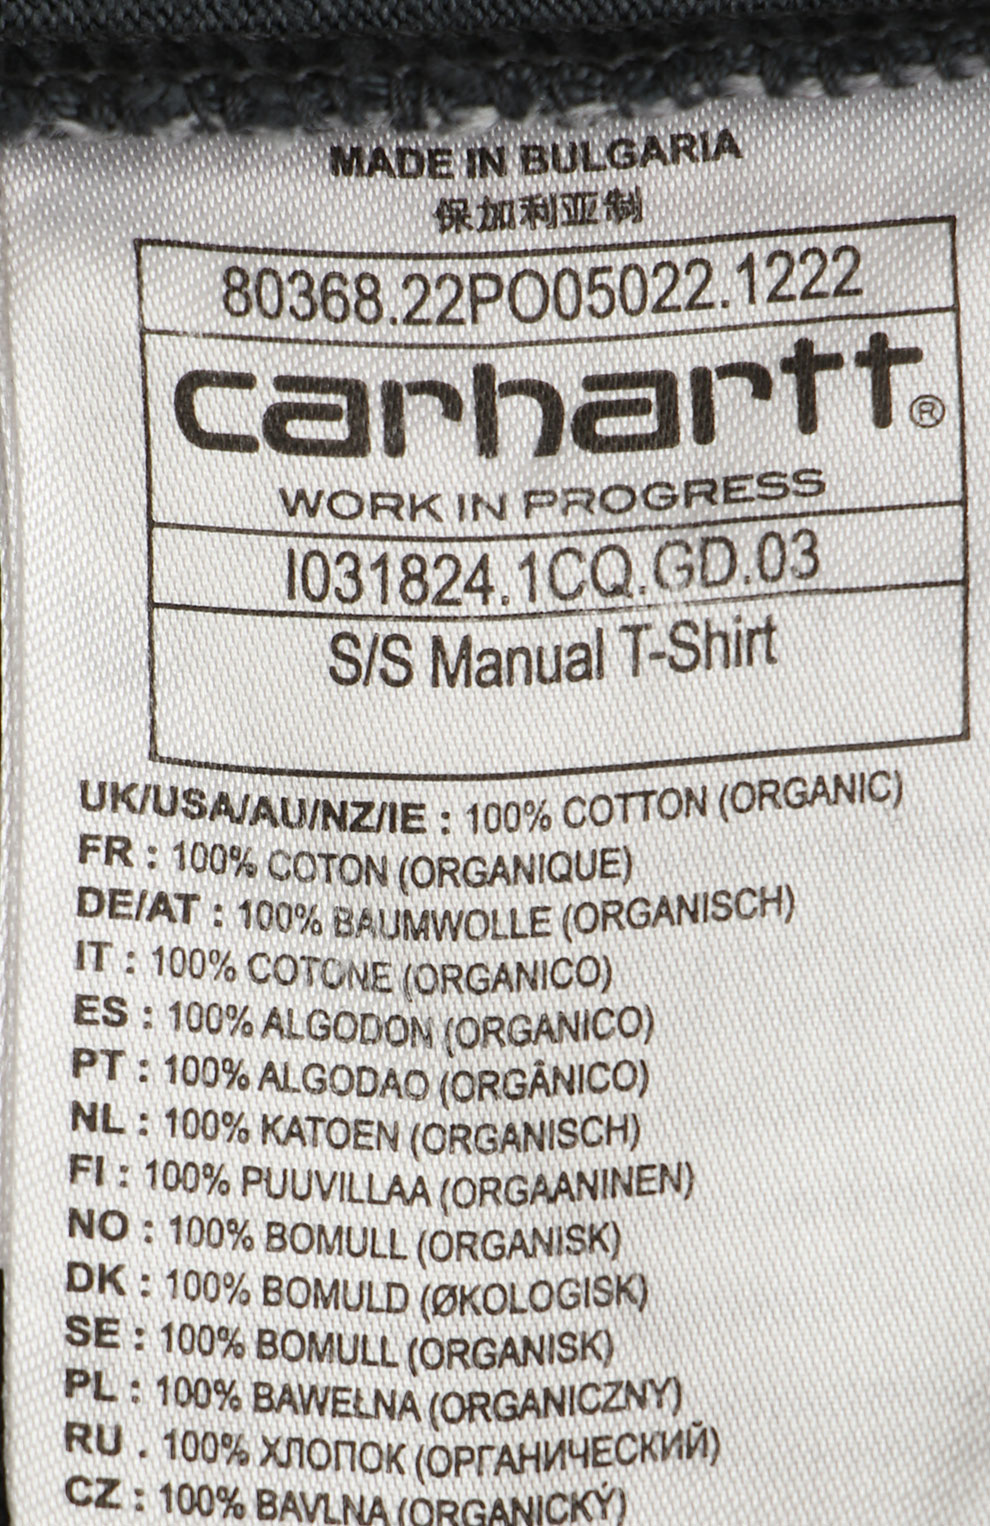 MADE IN BULGARIA
保加利亚制
80368.22PO05022.1222
carhartt®
WORK IN PROGRESS
I031824.1CQ.GD.03
S/S Manual T-Shirt
UK/USA/AU/NZ/IE : 100% COTTON (ORGANIC)
FR : 100% COTON (ORGANIQUE)
DE/AT : 100% BAUMWOLLE (ORGANISCH)
IT : 100% COTONE (ORGANICO)
ES : 100% ALGODON (ORGANICO)
PT : 100% ALGODAO (ORGÂNICO)
NL : 100% KATOEN (ORGANISCH)
FI : 100% PUUVILLAA (ORGAANINEN)
NO : 100% BOMULL (ORGANISK)
DK : 100% BOMULD (ØKOLOGISK)
SE : 100% BOMULL (ORGANISK)
PL : 100% BAWEŁNA (ORGANICZNY)
RU . 100% ХЛОПОК (ОРГАНИЧЕСКИЙ)
CZ : 100% BAVLNA (ORGANICKÝ)